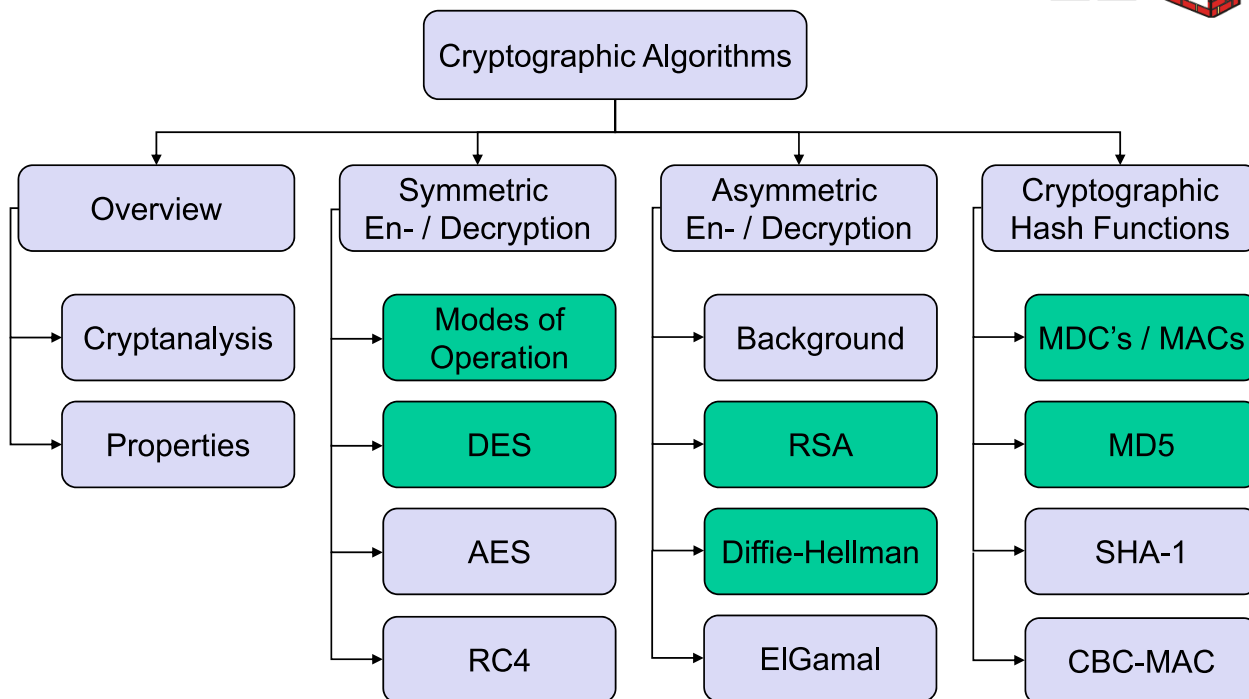 Cryptographic Algorithms
Overview
Symmetric
En- / Decryption
Asymmetric
En- / Decryption
Cryptographic
Hash Functions
Cryptanalysis
Modes of
Operation
Background
MDC's / MACs
Properties
DES
RSA
MD5
AES
Diffie-Hellman
SHA-1
RC4
ElGamal
CBC-MAC